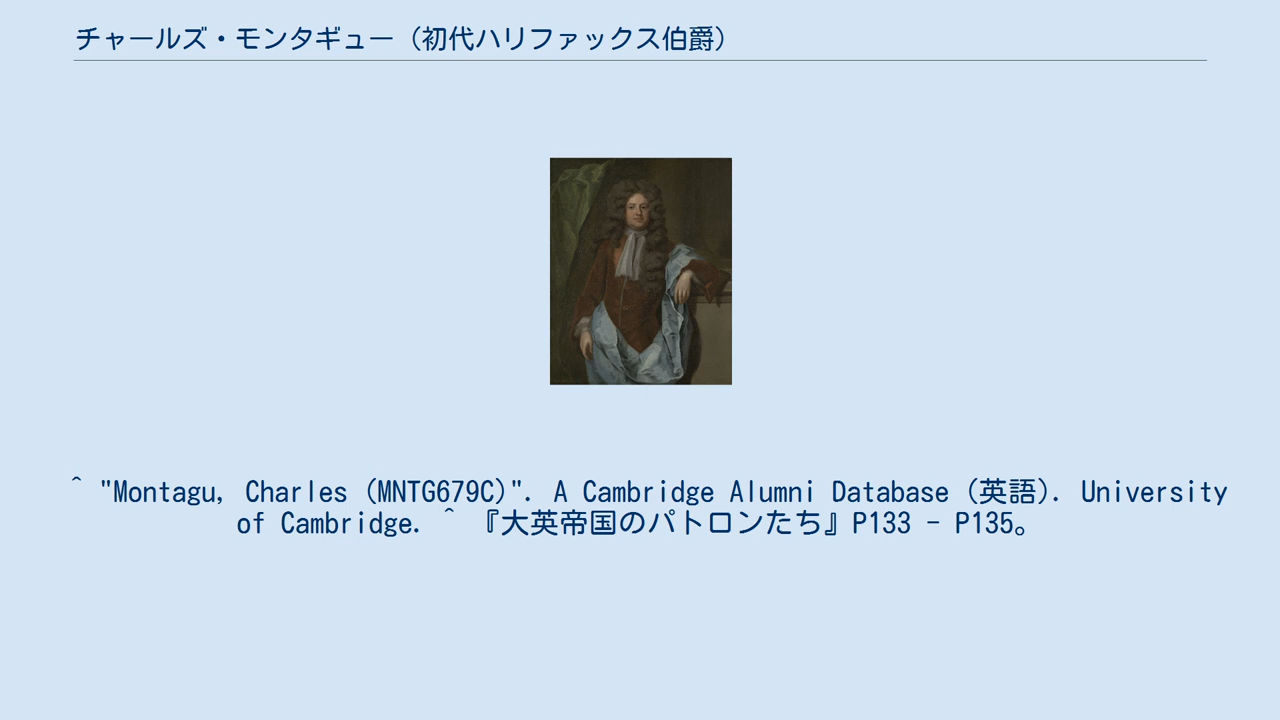 チャールズ・モンタギュー（初代ハリファックス伯爵）
^ "Montagu, Charles (MNTG679C)". A Cambridge Alumni Database (英語). University
of Cambridge. ^ 『大英帝国のパトロンたち』P133 - P135。